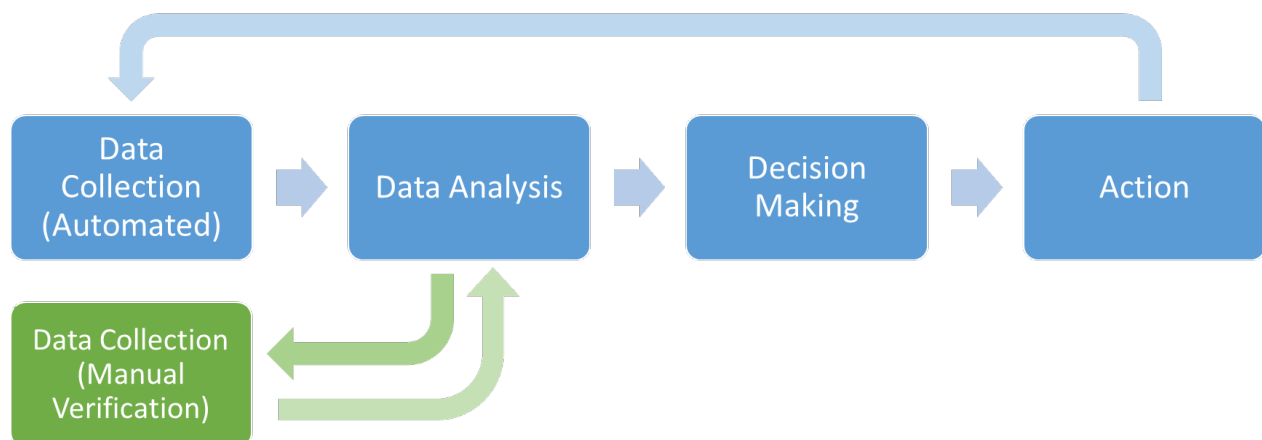 Data
Collection
(Automated)
Data Analysis
Decision
Making
Action
Data Collection
(Manual
Verification)